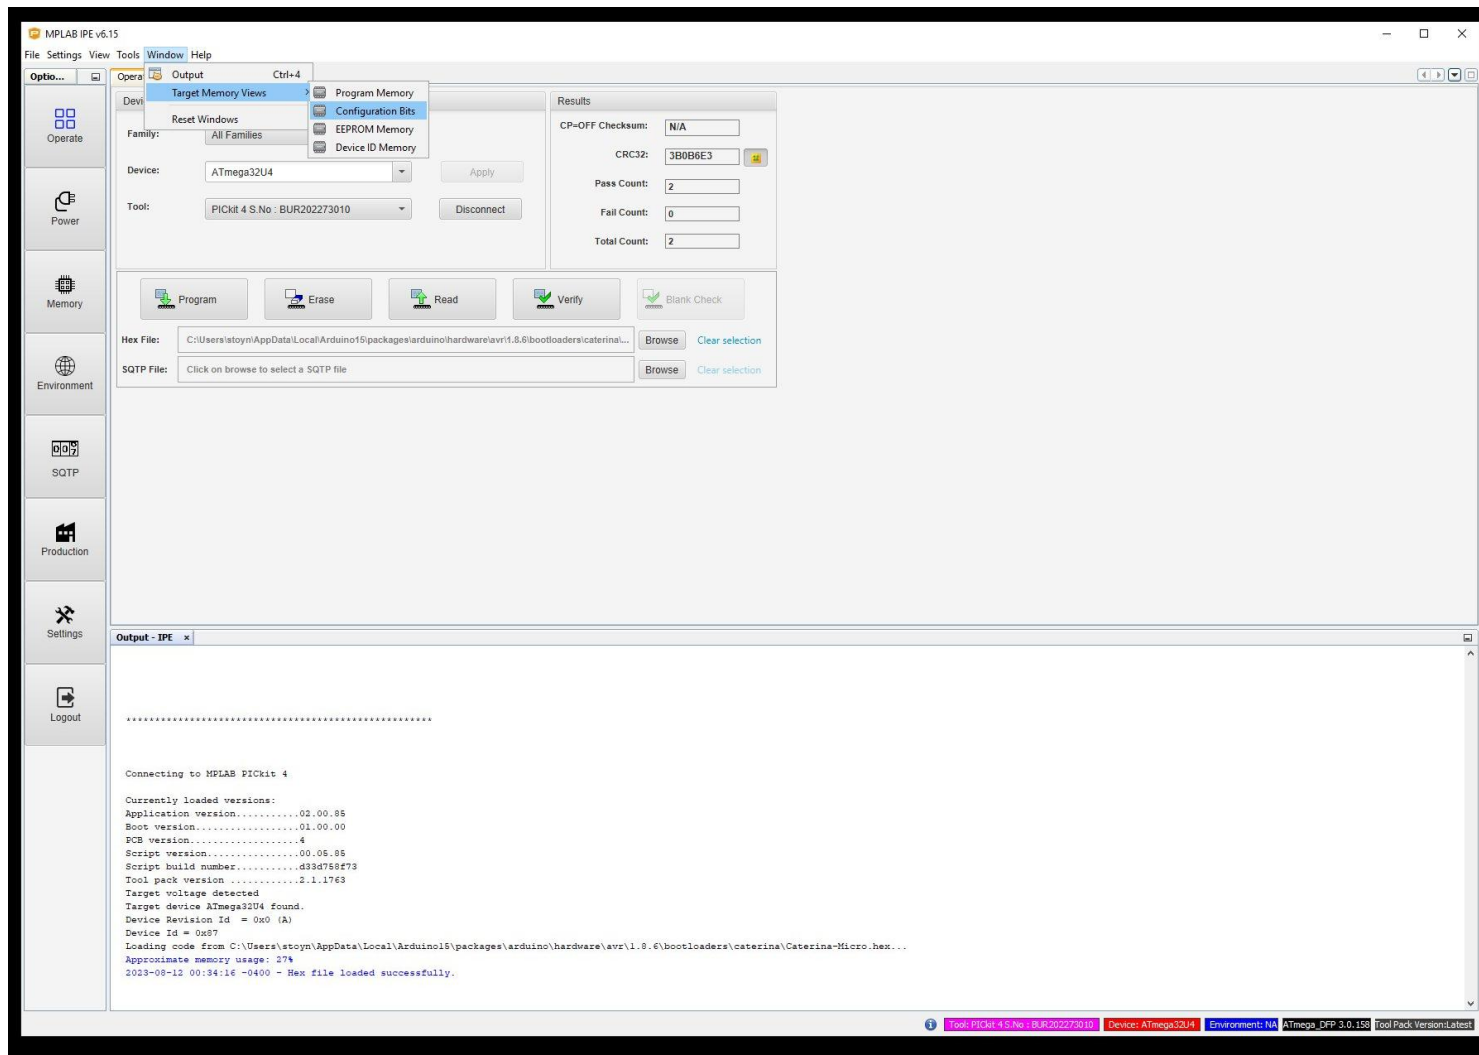 MPLAB IPE v6.15
File Settings View Tools Window Help
Optio...
Opera
Output Ctrl+4
Target Memory Views
Reset Windows
Program Memory
Configuration Bits
EEPROM Memory
Device ID Memory
Operate
Power
Memory
Environment
SQTP
Production
Settings
Logout
Devi
Family: All Families
Device: ATmega32U4 Apply
Tool: PICkit 4 S.No : BUR202273010 Disconnect
Results
CP=OFF Checksum: N/A
CRC32: 3B0B6E3
Pass Count: 2
Fail Count: 0
Total Count: 2
Program Erase Read Verify Blank Check
Hex File: C:\Users\stoyn\AppData\Local\Arduino15\packages\arduino\hardware\avr\1.8.6\bootloaders\caterina\... Browse Clear selection
SQTP File: Click on browse to select a SQTP file Browse Clear selection
Output - IPE
*****************************************************
Connecting to MPLAB PICkit 4
Currently loaded versions:
Application version...........02.00.85
Boot version..................01.00.00
PCB version...................4
Script version................00.05.85
Script build number...........d33d758f73
Tool pack version ............2.1.1763
Target voltage detected
Target device ATmega32U4 found.
Device Revision Id = 0x0 (A)
Device Id = 0x87
Loading code from C:\Users\stoyn\AppData\Local\Arduino15\packages\arduino\hardware\avr\1.8.6\bootloaders\caterina\Caterina-Micro.hex...
Approximate memory usage: 27%
2023-08-12 00:34:16 -0400 - Hex file loaded successfully.
Tool: PICkit 4 S.No : BUR202273010 Device: ATmega32U4 Environment: NA ATmega_DFP 3.0.158 Tool Pack Version:Latest